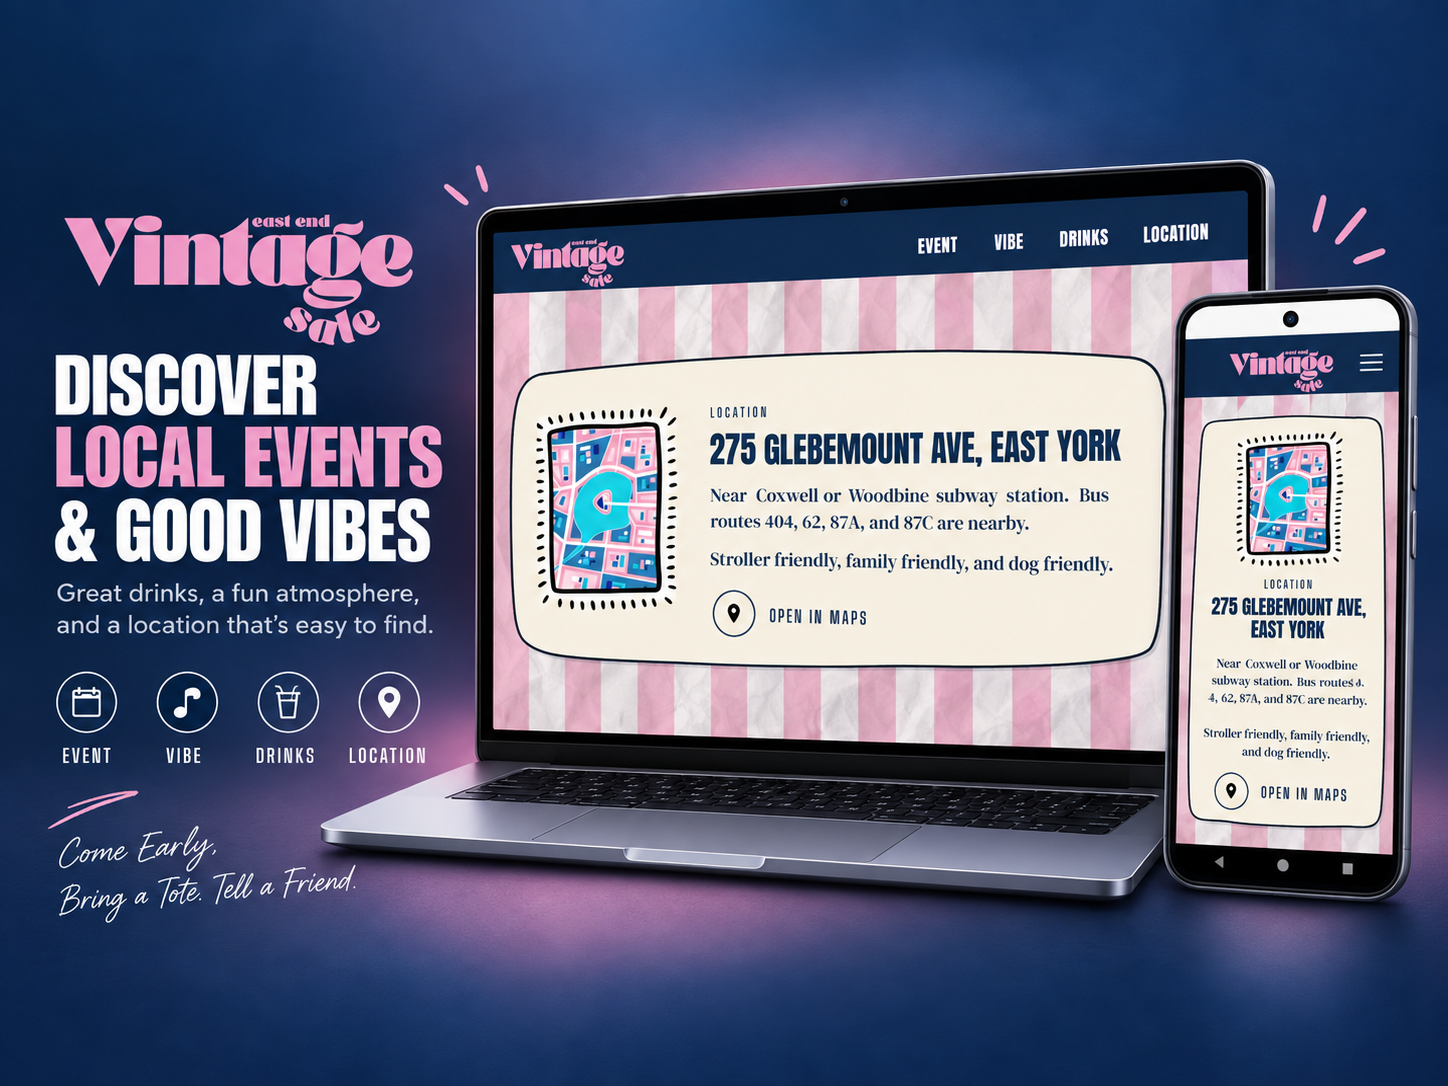 east end
Vintage
sale
DISCOVER
LOCAL EVENTS
& GOOD VIBES
Great drinks, a fun atmosphere,
and a location that's easy to find.
EVENT VIBE DRINKS LOCATION
Come Early,
Bring a Tote. Tell a Friend.
east end
Vintage
sale
EVENT VIBE DRINKS LOCATION
LOCATION
275 GLEBEMOUNT AVE, EAST YORK
Near Coxwell or Woodbine subway station. Bus
routes 404, 62, 87A, and 87C are nearby.
Stroller friendly, family friendly, and dog friendly.
OPEN IN MAPS
east end
Vintage
sale
LOCATION
275 GLEBEMOUNT AVE,
EAST YORK
Near Coxwell or Woodbine
subway station. Bus routes
4, 62, 87A, and 87C are nearby.
Stroller friendly, family friendly,
and dog friendly.
OPEN IN MAPS